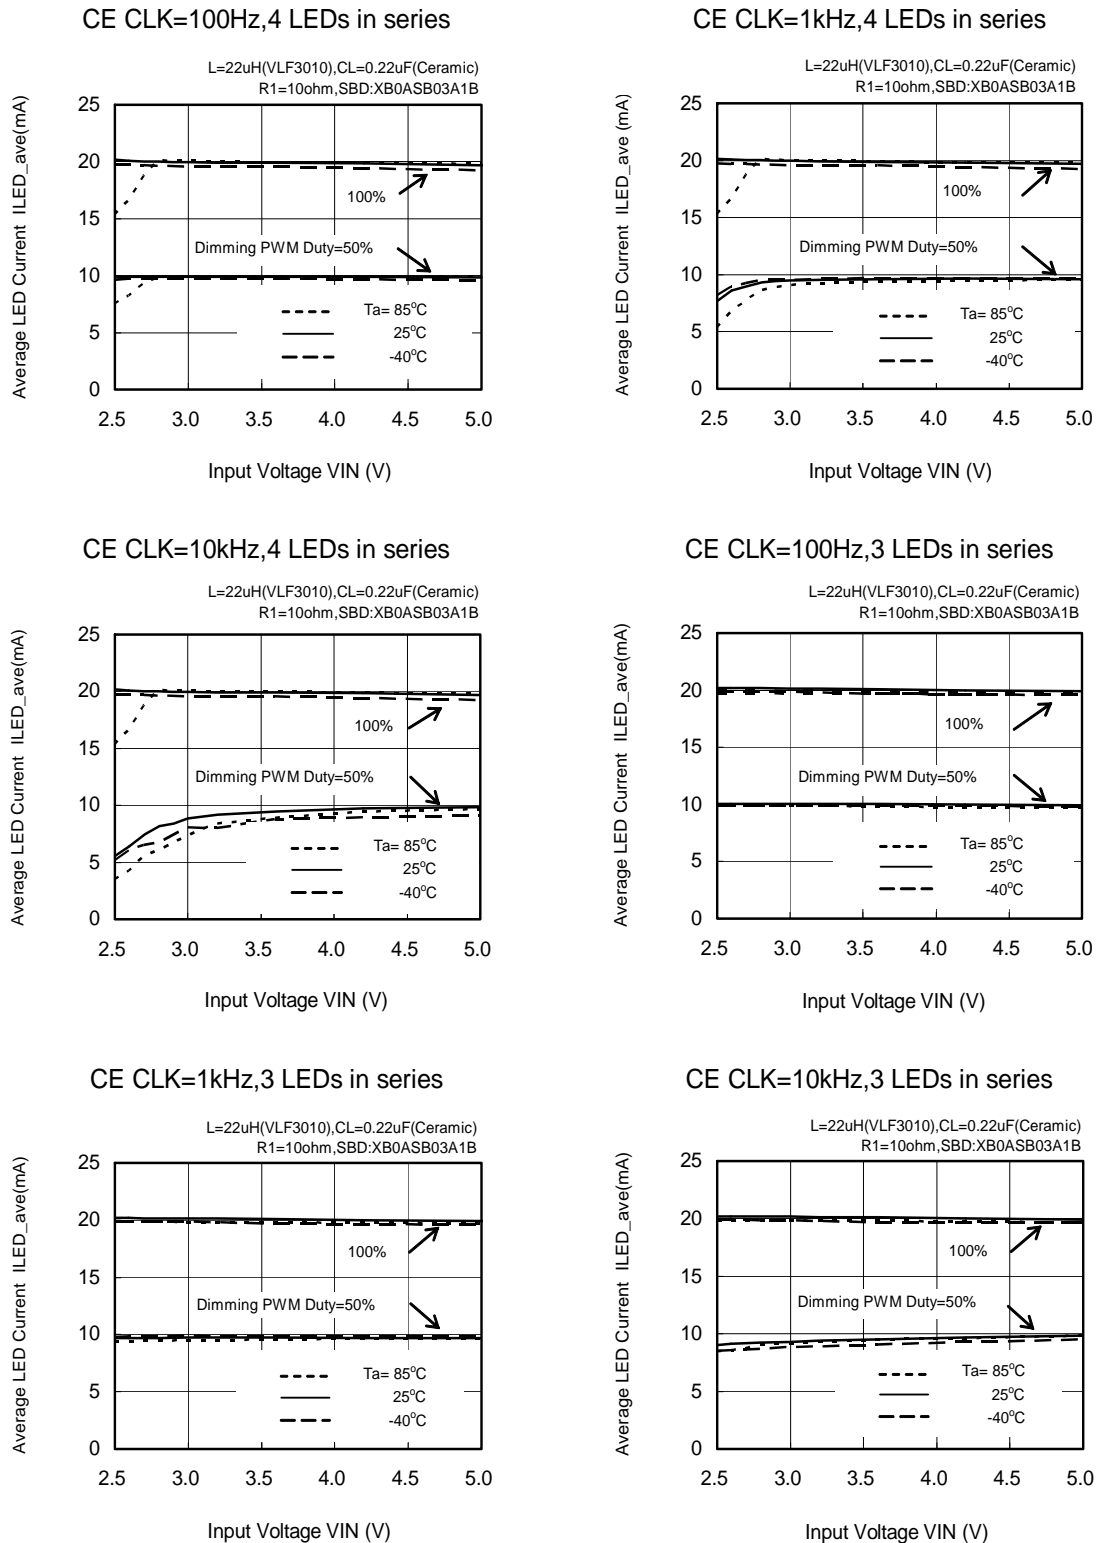 CE CLK=100Hz,4 LEDs in series
L=22uH(VLF3010),CL=0.22uF(Ceramic)
R1=10ohm,SBD:XB0ASB03A1B
Average LED Current ILED_ave(mA)
25
20
15
10
5
0
100%
Dimming PWM Duty=50%
Ta= 85°C
25°C
-40°C
2.5 3.0 3.5 4.0 4.5 5.0
Input Voltage VIN (V)
CE CLK=1kHz,4 LEDs in series
L=22uH(VLF3010),CL=0.22uF(Ceramic)
R1=10ohm,SBD:XB0ASB03A1B
Average LED Current ILED_ave (mA)
25
20
15
10
5
0
100%
Dimming PWM Duty=50%
Ta= 85°C
25°C
-40°C
2.5 3.0 3.5 4.0 4.5 5.0
Input Voltage VIN (V)
CE CLK=10kHz,4 LEDs in series
L=22uH(VLF3010),CL=0.22uF(Ceramic)
R1=10ohm,SBD:XB0ASB03A1B
Average LED Current ILED_ave(mA)
25
20
15
10
5
0
100%
Dimming PWM Duty=50%
Ta= 85°C
25°C
-40°C
2.5 3.0 3.5 4.0 4.5 5.0
Input Voltage VIN (V)
CE CLK=100Hz,3 LEDs in series
L=22uH(VLF3010),CL=0.22uF(Ceramic)
R1=10ohm,SBD:XB0ASB03A1B
Average LED Current ILED_ave(mA)
25
20
15
10
5
0
100%
Dimming PWM Duty=50%
Ta= 85°C
25°C
-40°C
2.5 3.0 3.5 4.0 4.5 5.0
Input Voltage VIN (V)
CE CLK=1kHz,3 LEDs in series
L=22uH(VLF3010),CL=0.22uF(Ceramic)
R1=10ohm,SBD:XB0ASB03A1B
Average LED Current ILED_ave(mA)
25
20
15
10
5
0
100%
Dimming PWM Duty=50%
Ta= 85°C
25°C
-40°C
2.5 3.0 3.5 4.0 4.5 5.0
Input Voltage VIN (V)
CE CLK=10kHz,3 LEDs in series
L=22uH(VLF3010),CL=0.22uF(Ceramic)
R1=10ohm,SBD:XB0ASB03A1B
Average LED Current ILED_ave(mA)
25
20
15
10
5
0
100%
Dimming PWM Duty=50%
Ta= 85°C
25°C
-40°C
2.5 3.0 3.5 4.0 4.5 5.0
Input Voltage VIN (V)